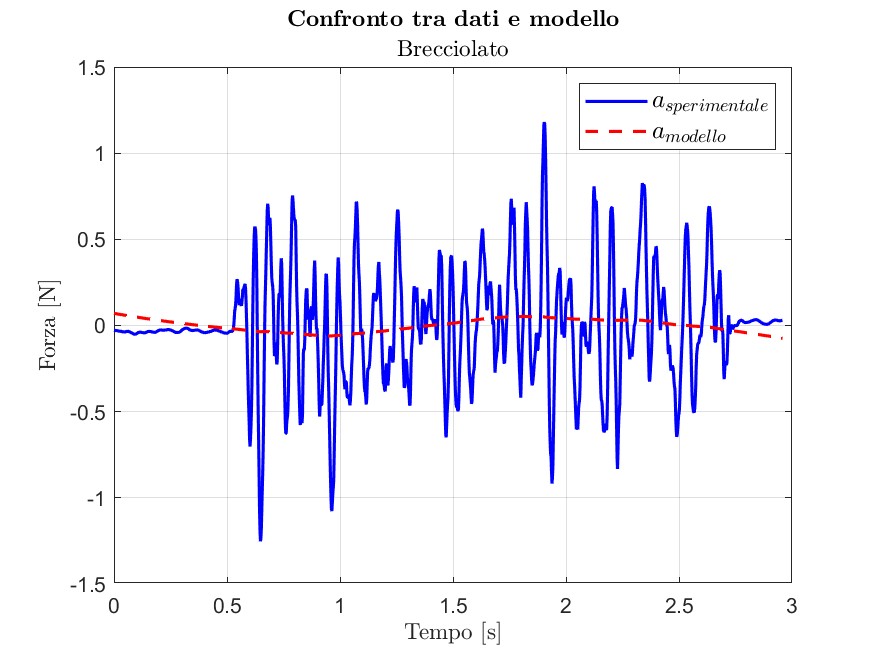 Confronto tra dati e modello
Brecciolato
1.5
1
0.5
0
-0.5
-1
-1.5
Forza [N]
a_sperimentale
a_modello
0
0.5
1
1.5
2
2.5
3
Tempo [s]